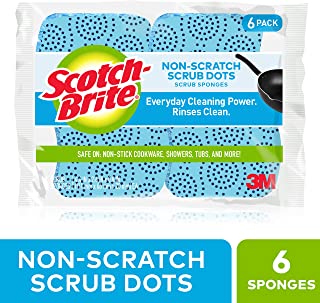 6 PACK
Scotch-
Brite
NON-SCRATCH
SCRUB DOTS
SCRUB SPONGES
Everyday Cleaning Power.
Rinses Clean.
SAFE ON: NON-STICK COOKWARE, SHOWERS, TUBS, AND MORE!
3M
NON-SCRATCH
SCRUB DOTS
6
SPONGES